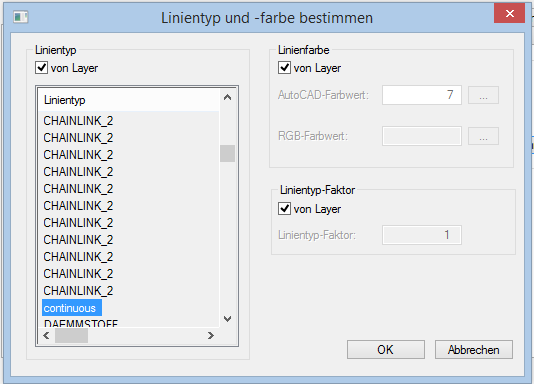 Linientyp und -farbe bestimmen
Linientyp
von Layer
Linientyp
CHAINLINK_2
CHAINLINK_2
CHAINLINK_2
CHAINLINK_2
CHAINLINK_2
CHAINLINK_2
CHAINLINK_2
CHAINLINK_2
CHAINLINK_2
CHAINLINK_2
CHAINLINK_2
continuous
DAEMMSTOFF
Linienfarbe
von Layer
AutoCAD-Farbwert: 7 ...
RGB-Farbwert: ...
Linientyp-Faktor
von Layer
Linientyp-Faktor: 1
OK Abbrechen